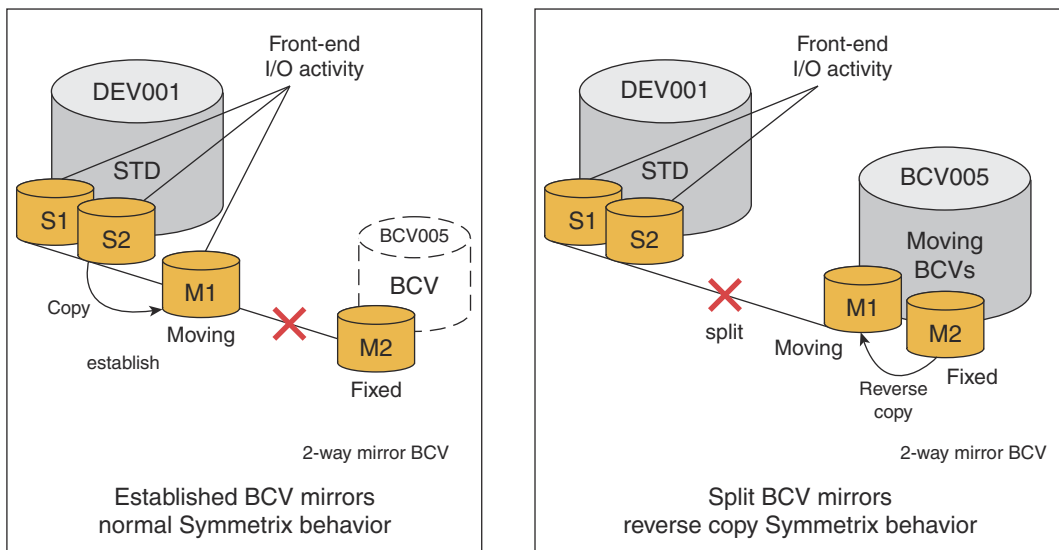 Front-end
I/O activity
DEV001
STD
S1
S2
BCV005
BCV
M1
Copy
Moving
M2
establish
Fixed
2-way mirror BCV
Established BCV mirrors
normal Symmetrix behavior
Front-end
I/O activity
DEV001
BCV005
S1
S2
STD
Moving
BCVs
M1
split
M2
Moving
Fixed
Reverse
copy
2-way mirror BCV
Split BCV mirrors
reverse copy Symmetrix behavior